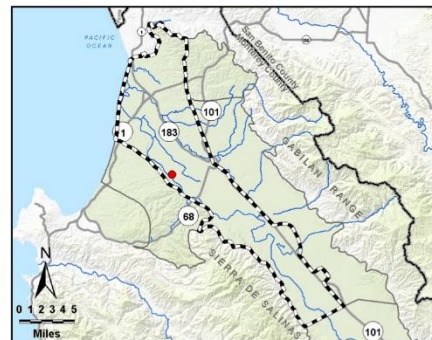 PACIFIC
OCEAN
1
San Benito County
Monterey County
101
183
1
GABILAN RANGE
68
SIERRA DE SALINAS
N
0 1 2 3 4 5
Miles
101